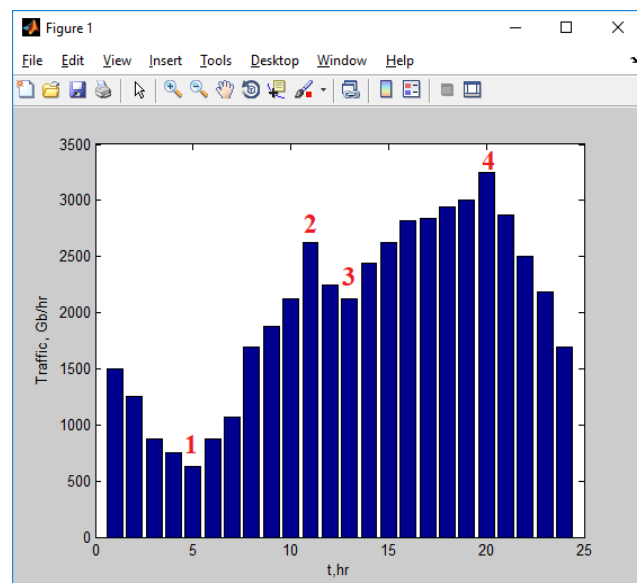 Figure 1
File Edit View Insert Tools Desktop Window Help
3500
3000
2500
2000
1500
1000
500
0
Traffic, Gb/hr
1
2
3
4
0 5 10 15 20 25
t,hr